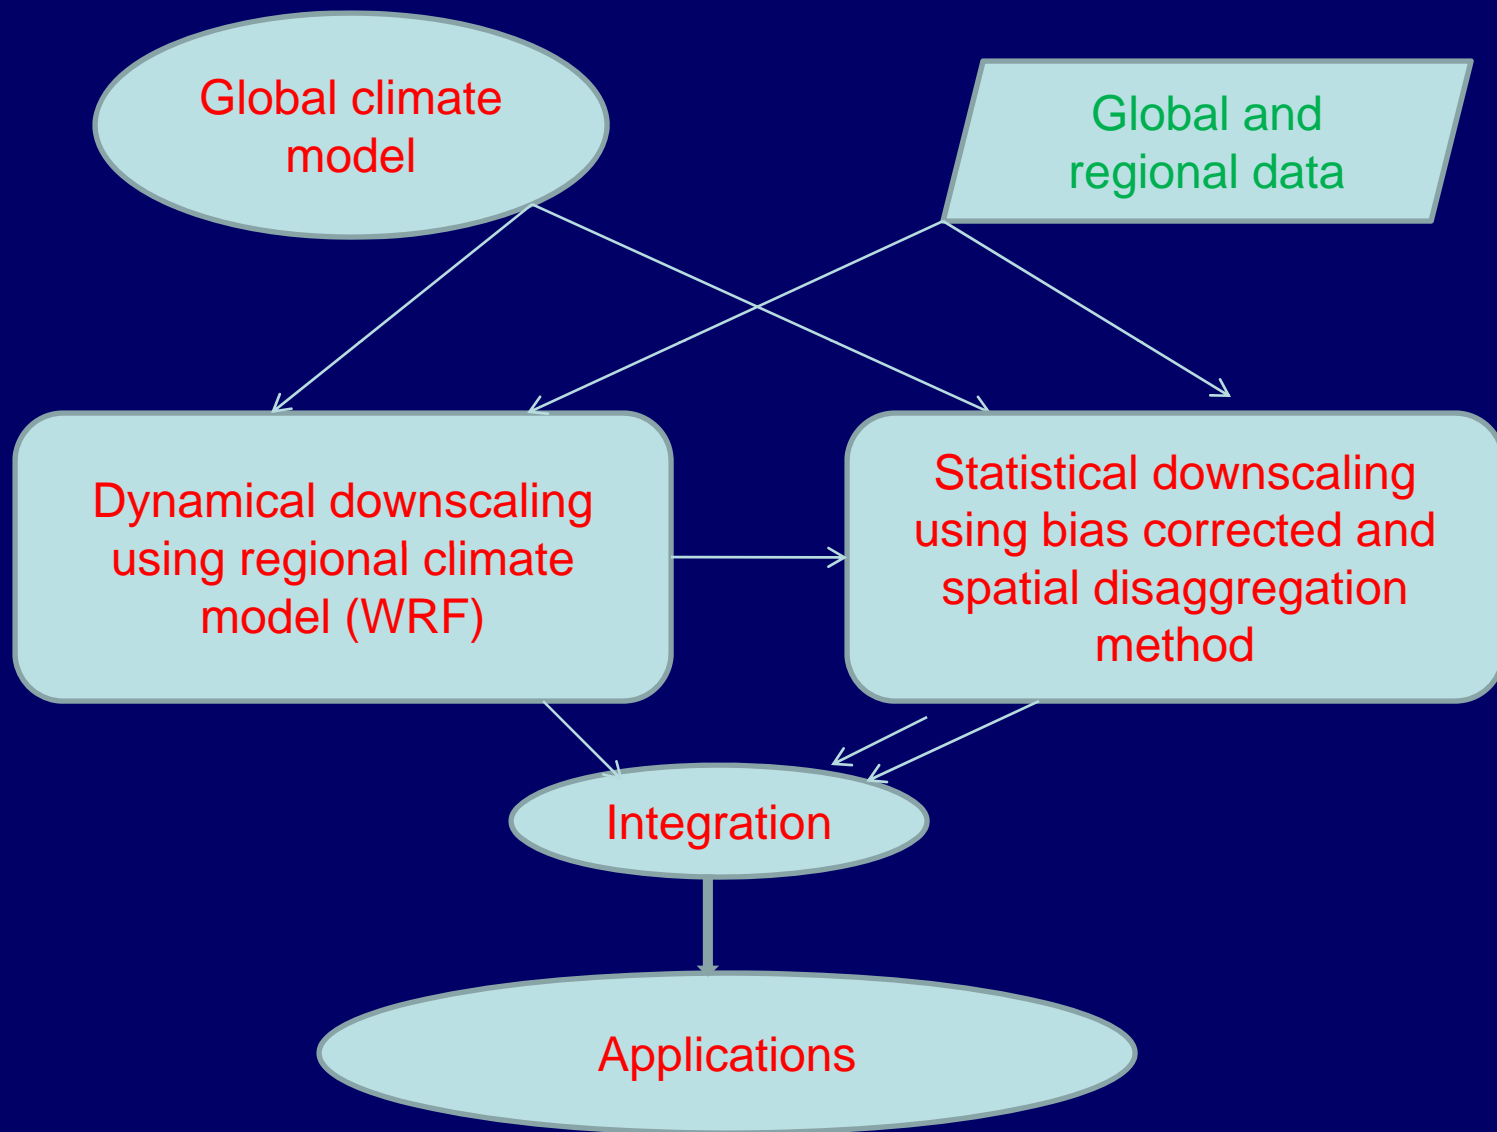 Global climate
model
Global and
regional data
Dynamical downscaling
using regional climate
model (WRF)
Statistical downscaling
using bias corrected and
spatial disaggregation
method
Integration
Applications